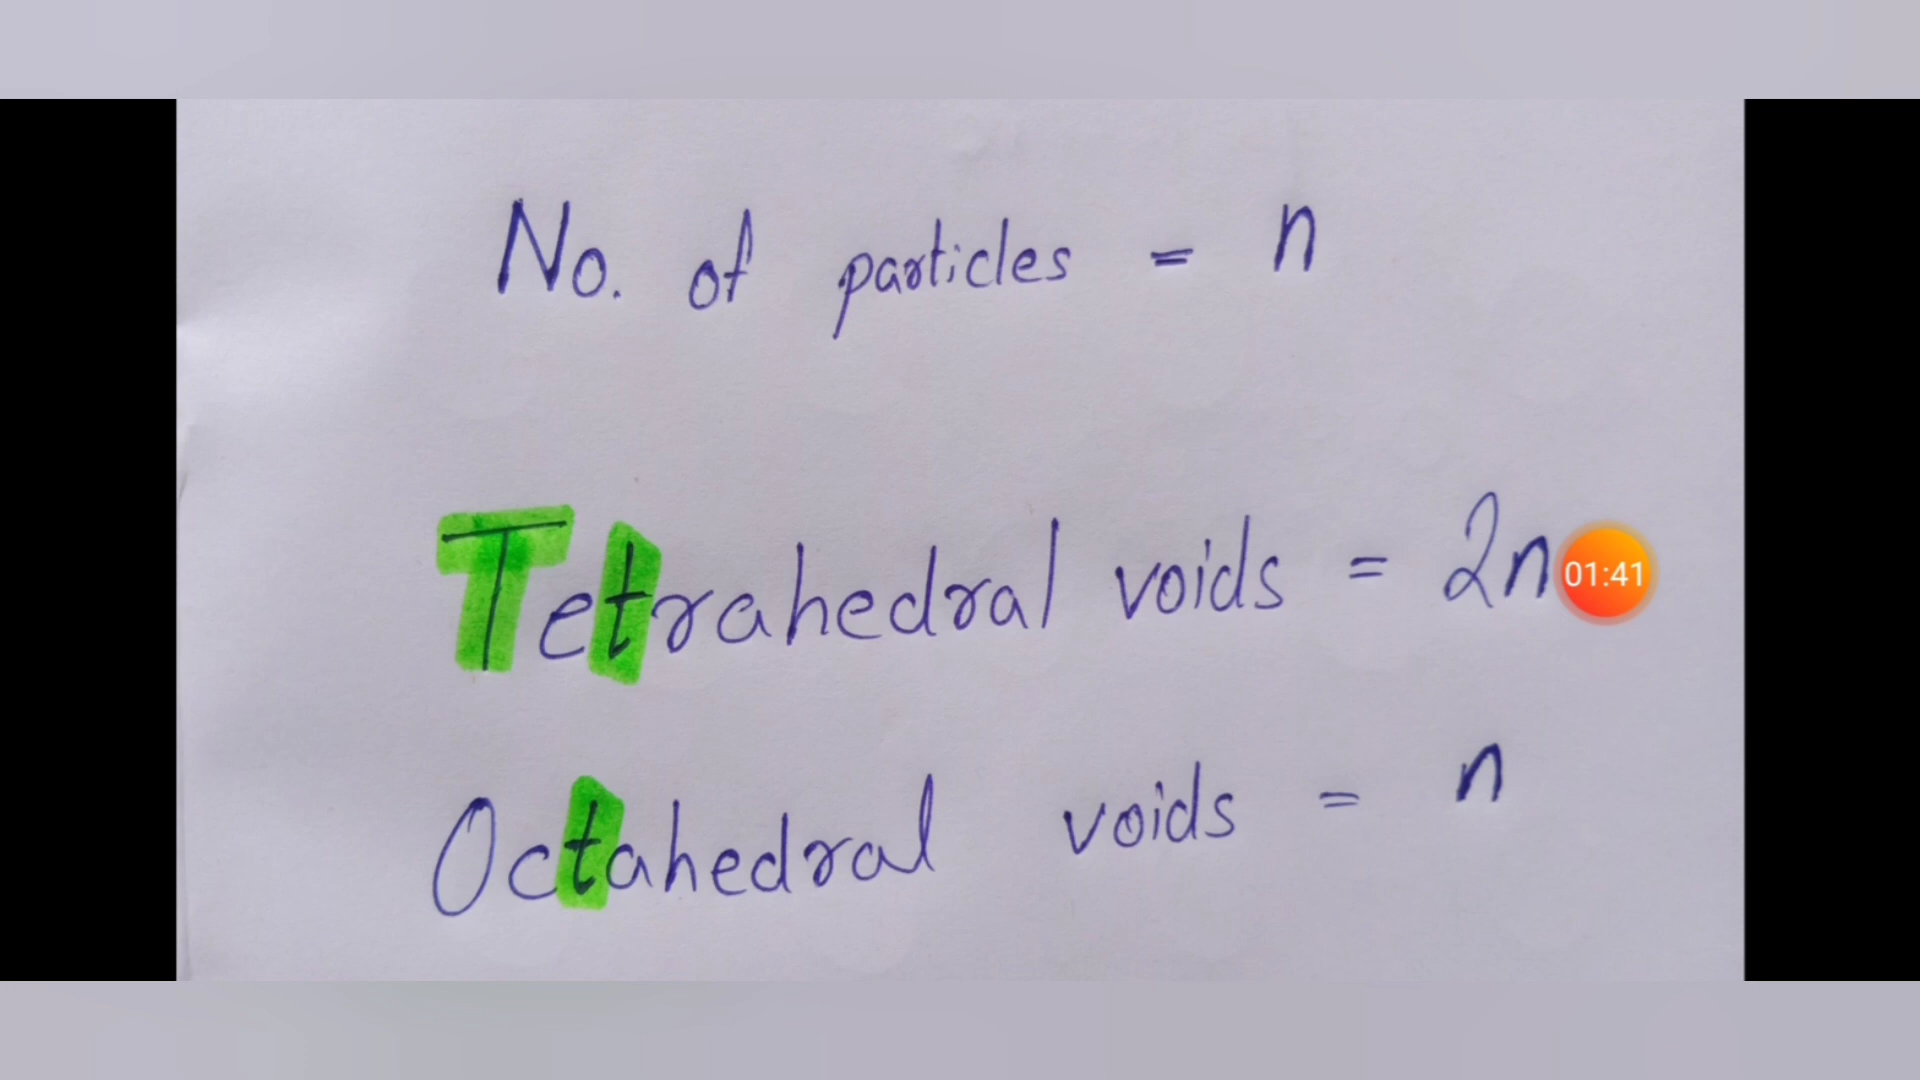 No. of particles = n
Tetrahedral voids = 2n
01:41
Octahedral voids = n